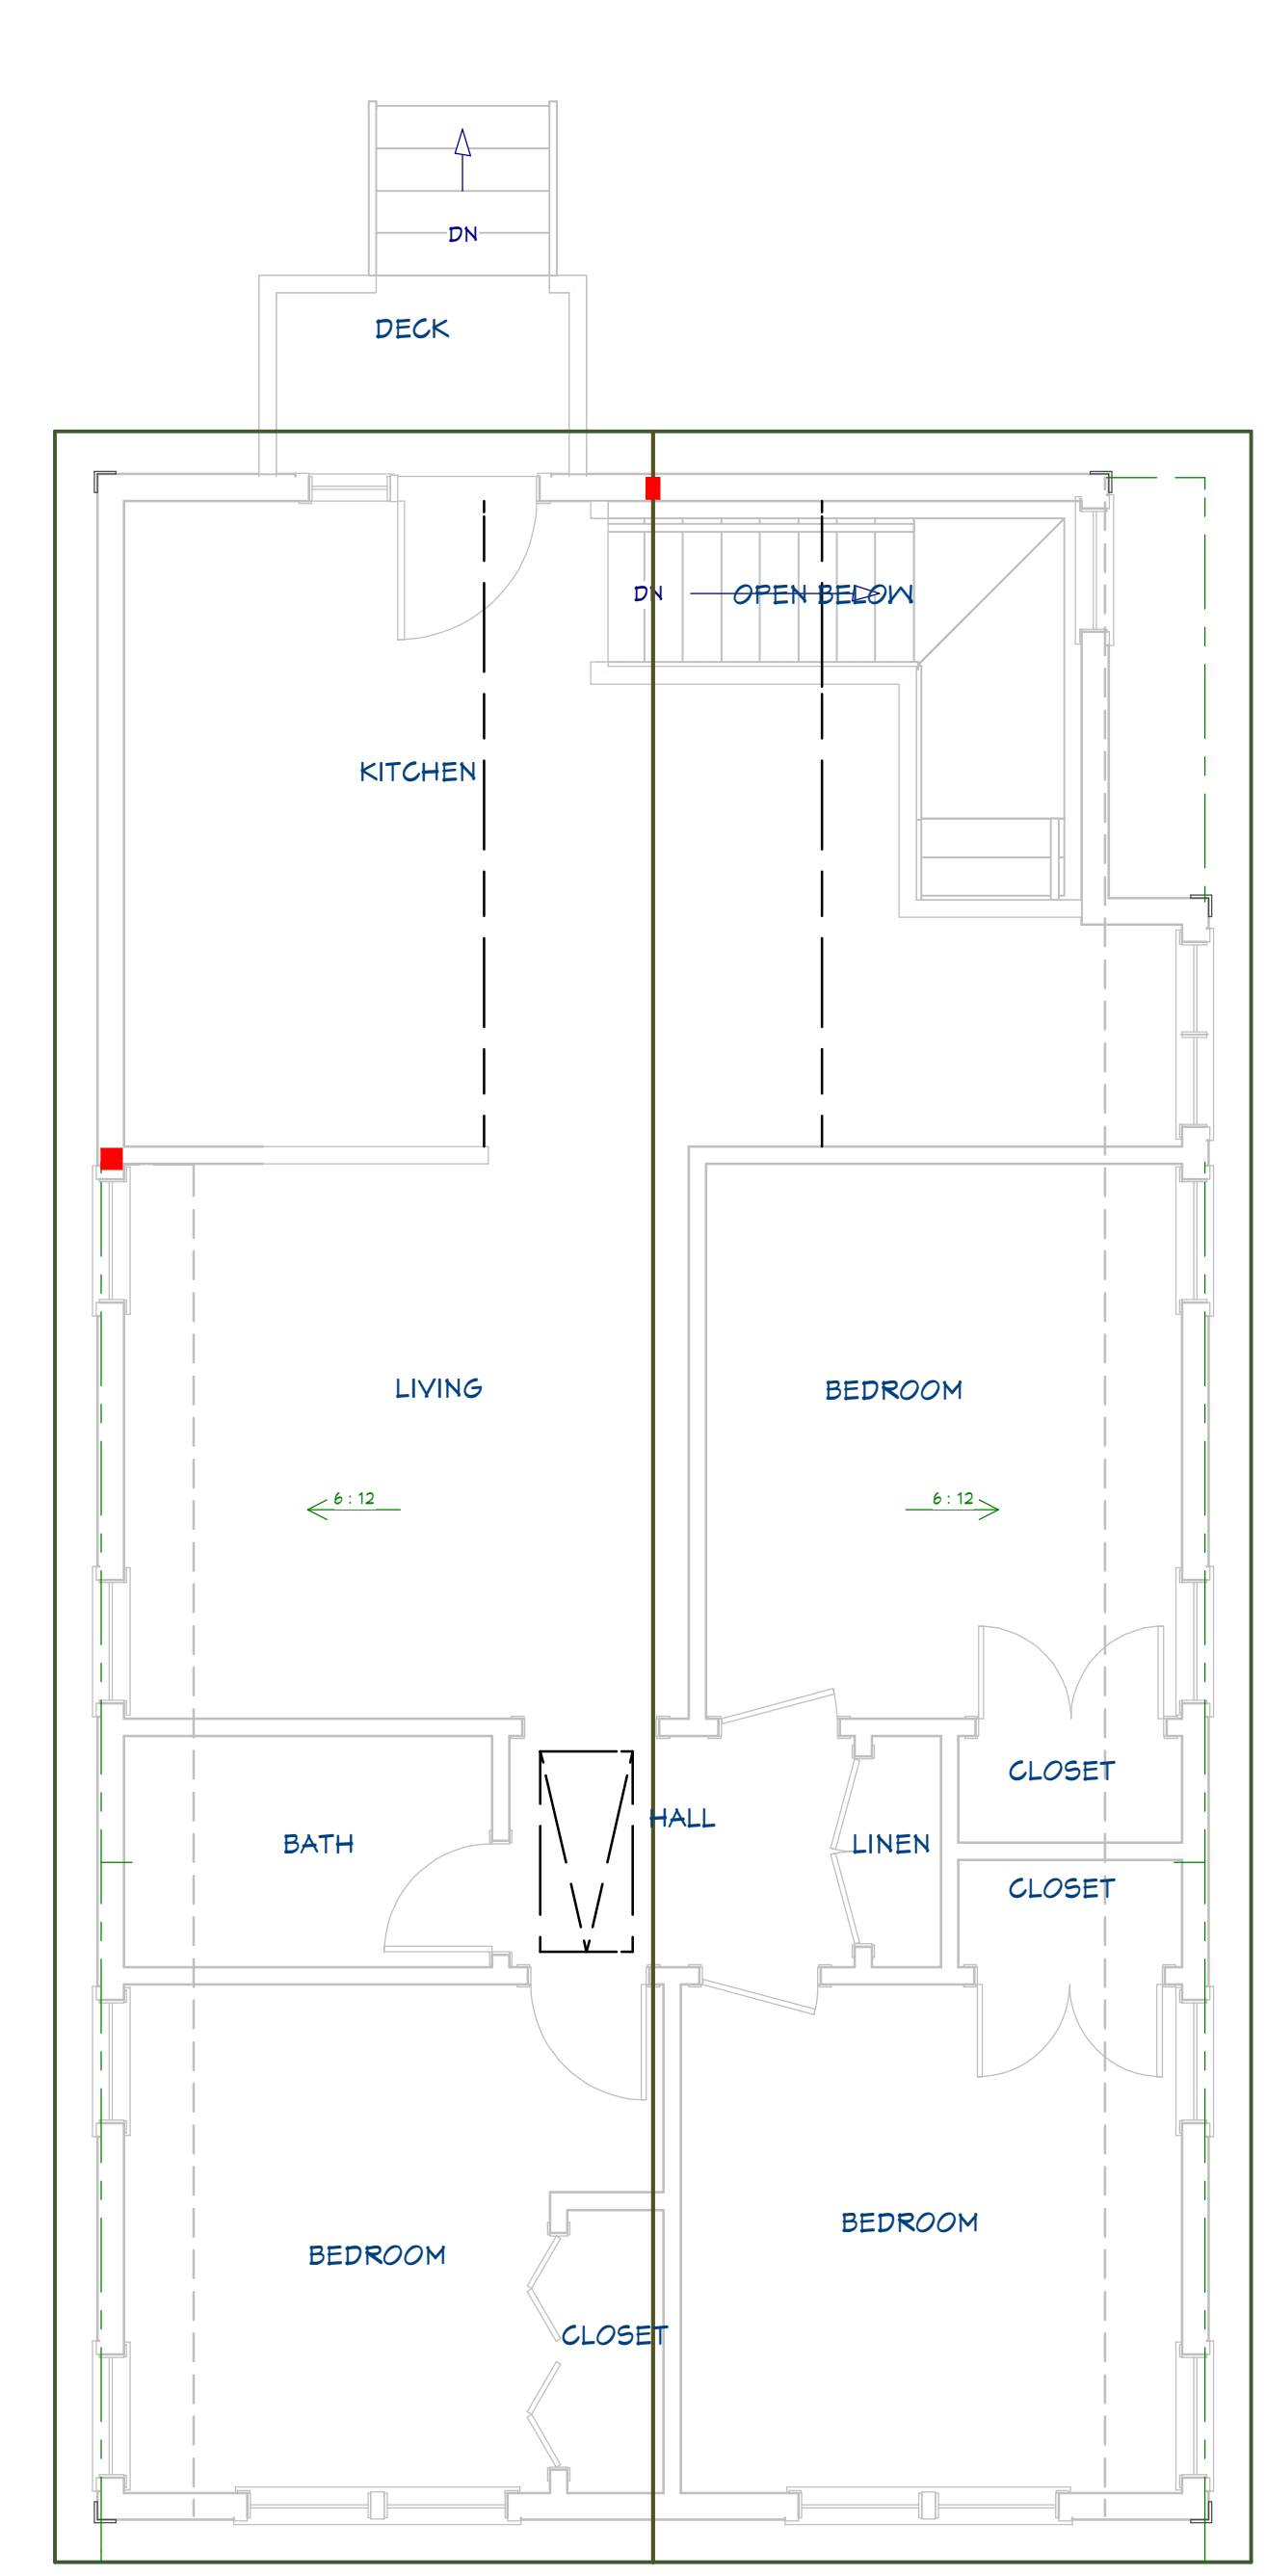 DN
DECK
DN
OPEN BELOW
KITCHEN
LIVING
BEDROOM
6 : 12
6 : 12
CLOSET
HALL
BATH
LINEN
CLOSET
BEDROOM
BEDROOM
CLOSET